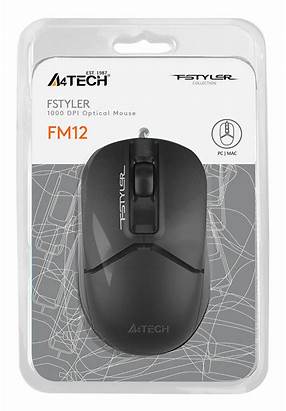 A4TECH
EST. 1987
FSTYLER
COLLECTION
FSTYLER
1000 DPI Optical Mouse
FM12
PC | MAC
FSTYLER
A4TECH